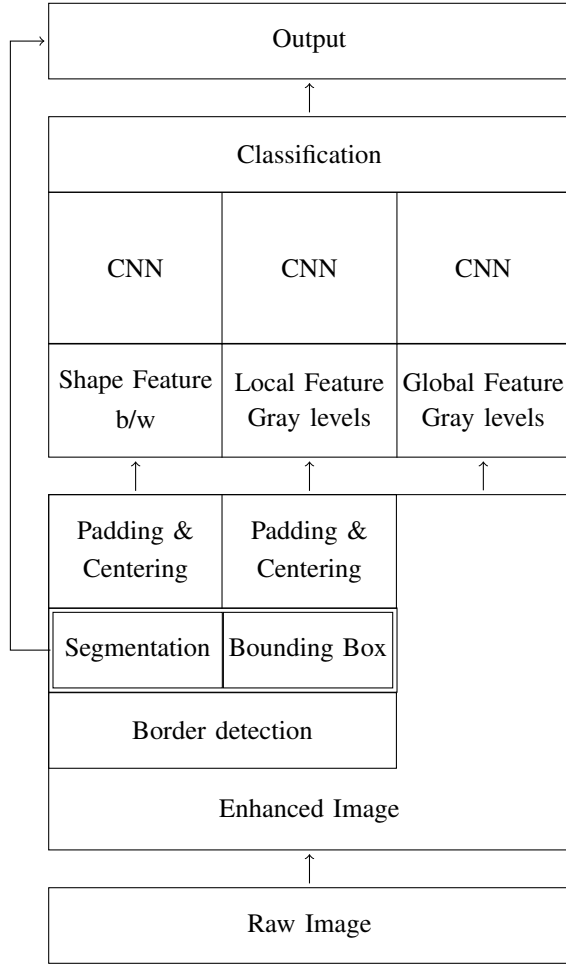 Output
Classification
CNN CNN CNN
Shape Feature Local Feature Global Feature
b/w Gray levels Gray levels
Padding & Padding &
Centering Centering
Segmentation Bounding Box
Border detection
Enhanced Image
Raw Image